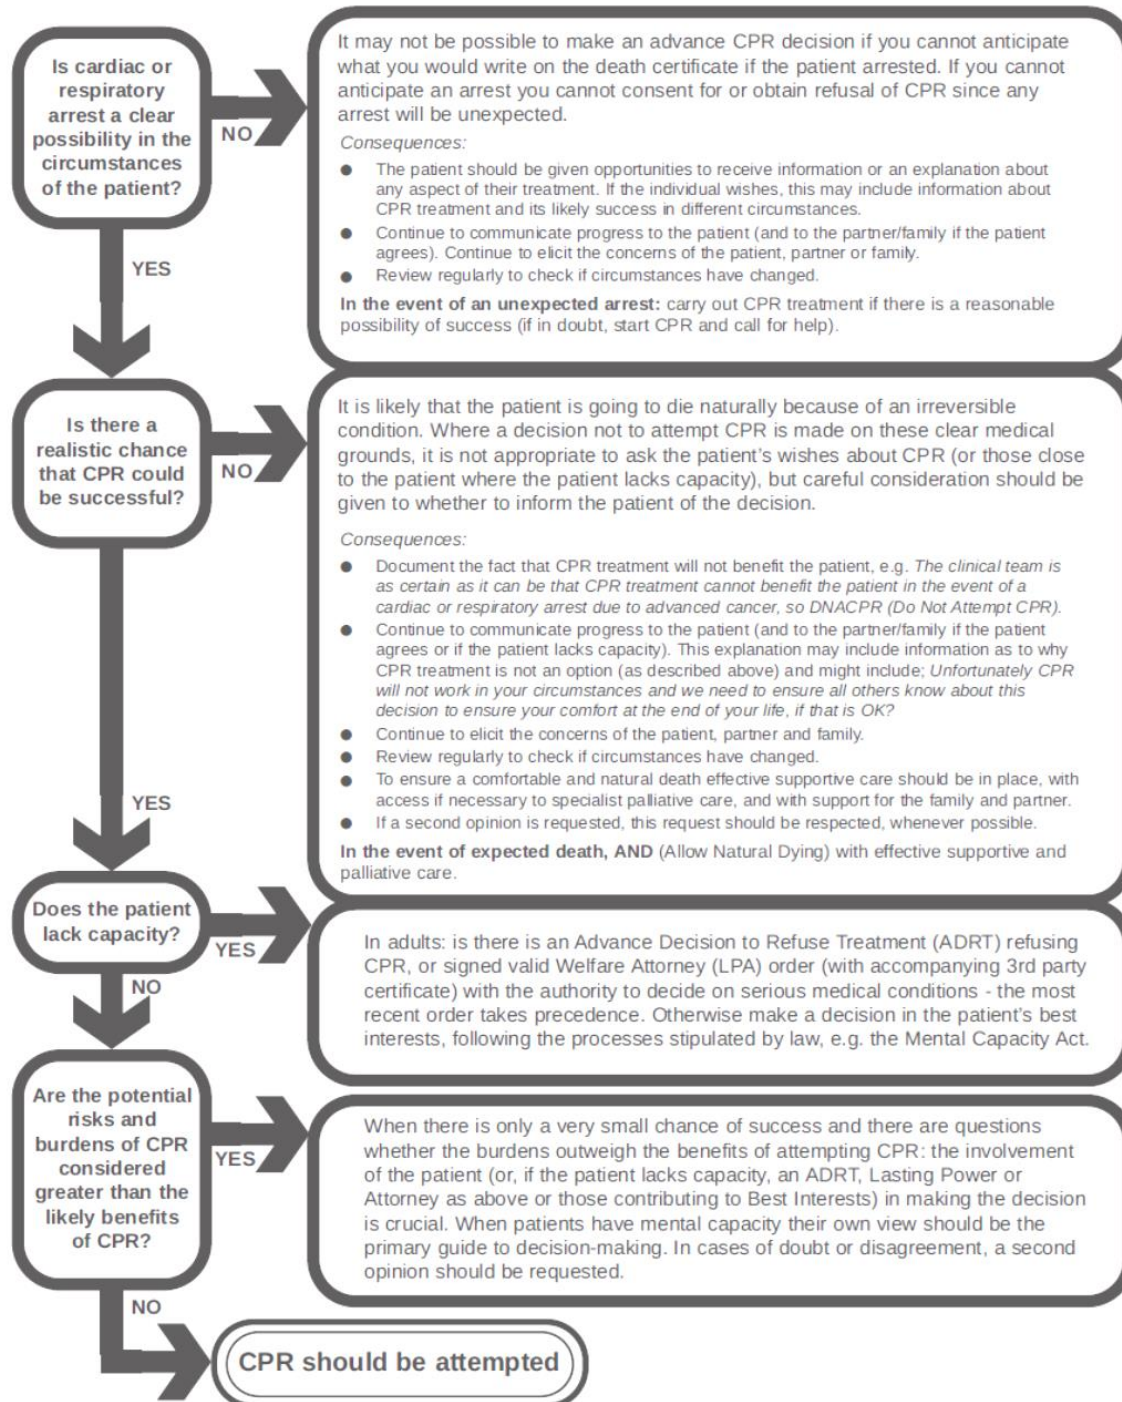 Is cardiac or
respiratory
arrest a clear
possibility in the
circumstances
of the patient?
NO
It may not be possible to make an advance CPR decision if you cannot anticipate
what you would write on the death certificate if the patient arrested. If you cannot
anticipate an arrest you cannot consent for or obtain refusal of CPR since any
arrest will be unexpected.
Consequences:
● The patient should be given opportunities to receive information or an explanation about
any aspect of their treatment. If the individual wishes, this may include information about
CPR treatment and its likely success in different circumstances.
● Continue to communicate progress to the patient (and to the partner/family if the patient
agrees). Continue to elicit the concerns of the patient, partner or family.
● Review regularly to check if circumstances have changed.
In the event of an unexpected arrest: carry out CPR treatment if there is a reasonable
possibility of success (if in doubt, start CPR and call for help).
YES
Is there a
realistic chance
that CPR could
be successful?
NO
It is likely that the patient is going to die naturally because of an irreversible
condition. Where a decision not to attempt CPR is made on these clear medical
grounds, it is not appropriate to ask the patient's wishes about CPR (or those close
to the patient where the patient lacks capacity), but careful consideration should be
given to whether to inform the patient of the decision.
Consequences:
● Document the fact that CPR treatment will not benefit the patient, e.g. The clinical team is
as certain as it can be that CPR treatment cannot benefit the patient in the event of a
cardiac or respiratory arrest due to advanced cancer, so DNACPR (Do Not Attempt CPR).
● Continue to communicate progress to the patient (and to the partner/family if the patient
agrees or if the patient lacks capacity). This explanation may include information as to why
CPR treatment is not an option (as described above) and might include; Unfortunately CPR
will not work in your circumstances and we need to ensure all others know about this
decision to ensure your comfort at the end of your life, if that is OK?
● Continue to elicit the concerns of the patient, partner and family.
● Review regularly to check if circumstances have changed.
● To ensure a comfortable and natural death effective supportive care should be in place, with
access if necessary to specialist palliative care, and with support for the family and partner.
● If a second opinion is requested, this request should be respected, whenever possible.
In the event of expected death, AND (Allow Natural Dying) with effective supportive and
palliative care.
YES
Does the patient
lack capacity?
YES
In adults: is there is an Advance Decision to Refuse Treatment (ADRT) refusing
CPR, or signed valid Welfare Attorney (LPA) order (with accompanying 3rd party
certificate) with the authority to decide on serious medical conditions - the most
recent order takes precedence. Otherwise make a decision in the patient's best
interests, following the processes stipulated by law, e.g. the Mental Capacity Act.
NO
Are the potential
risks and
burdens of CPR
considered
greater than the
likely benefits
of CPR?
YES
When there is only a very small chance of success and there are questions
whether the burdens outweigh the benefits of attempting CPR: the involvement
of the patient (or, if the patient lacks capacity, an ADRT, Lasting Power or
Attorney as above or those contributing to Best Interests) in making the decision
is crucial. When patients have mental capacity their own view should be the
primary guide to decision-making. In cases of doubt or disagreement, a second
opinion should be requested.
NO
CPR should be attempted